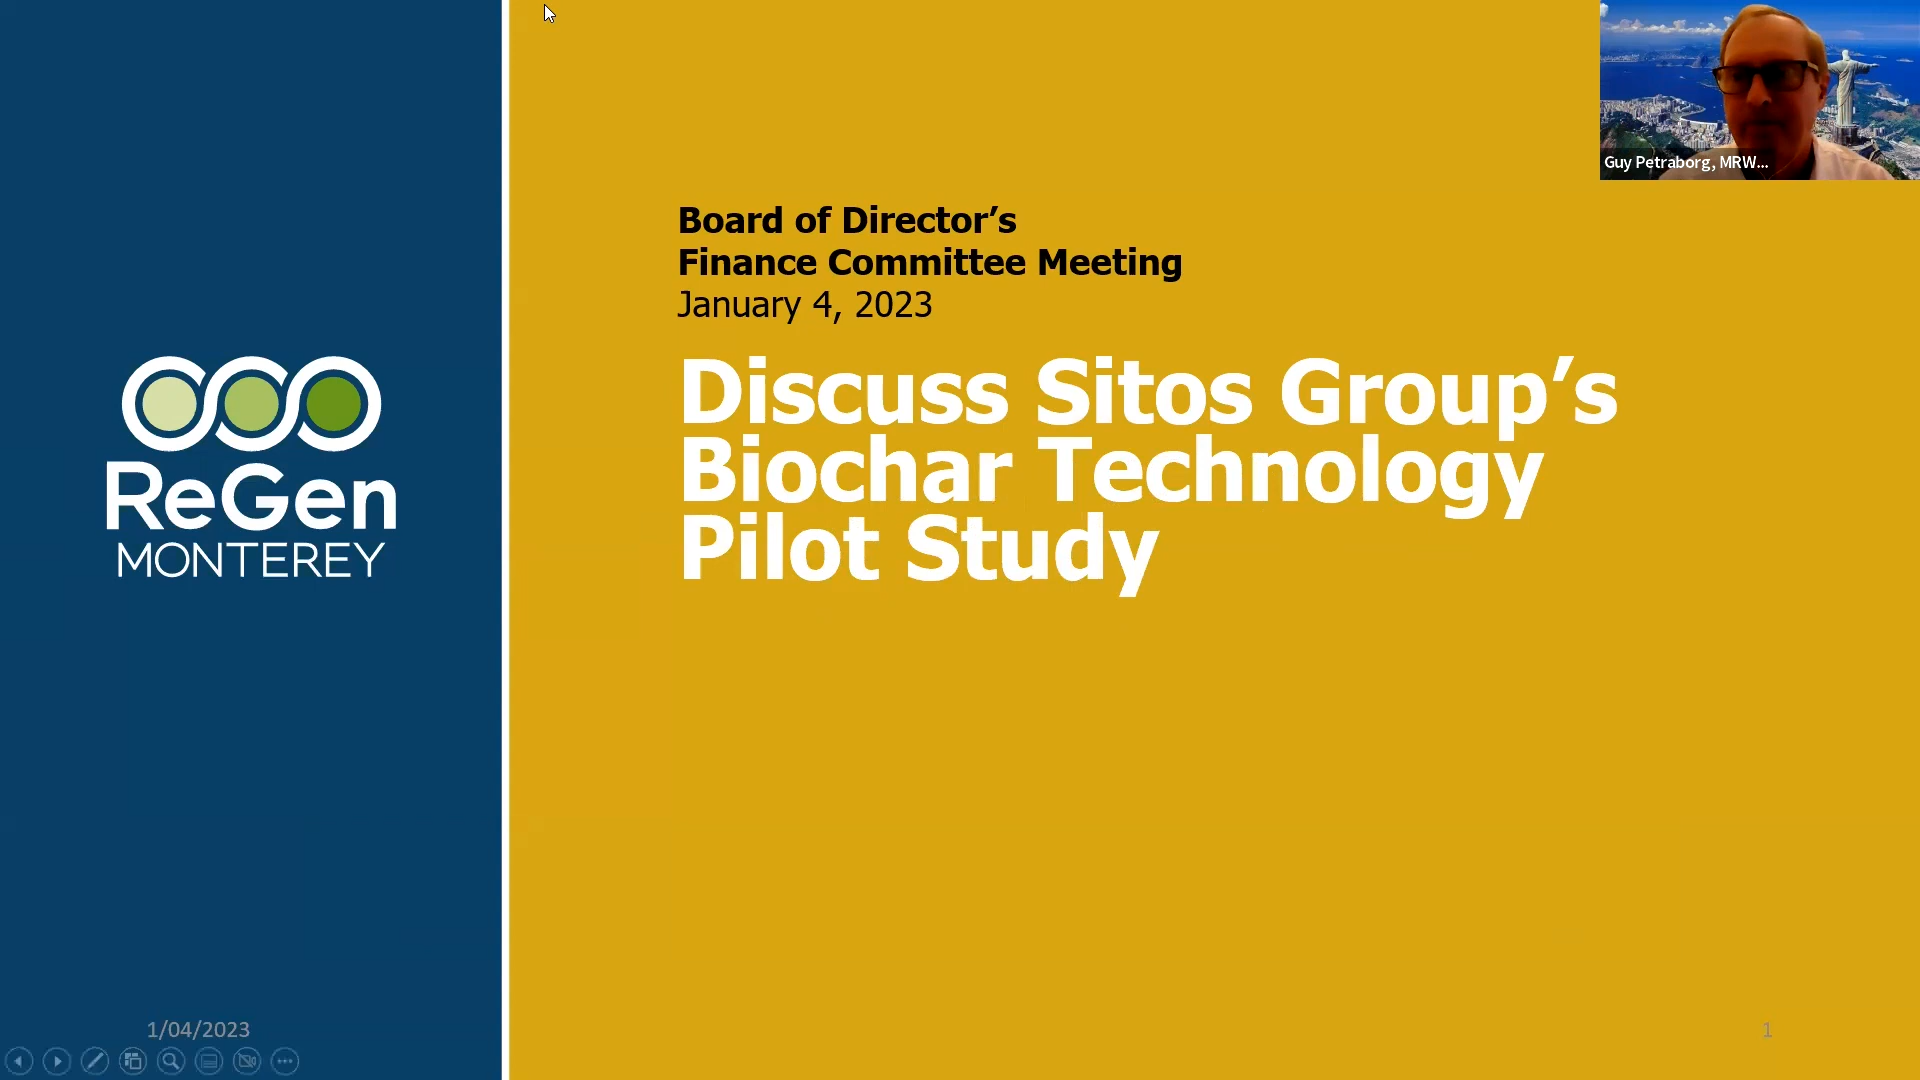 Board of Director’s
Finance Committee Meeting
January 4, 2023
Discuss Sitos Group’s
Biochar Technology
Pilot Study
ReGen
MONTEREY
Guy Petraborg, MRW...
1/04/2023
1